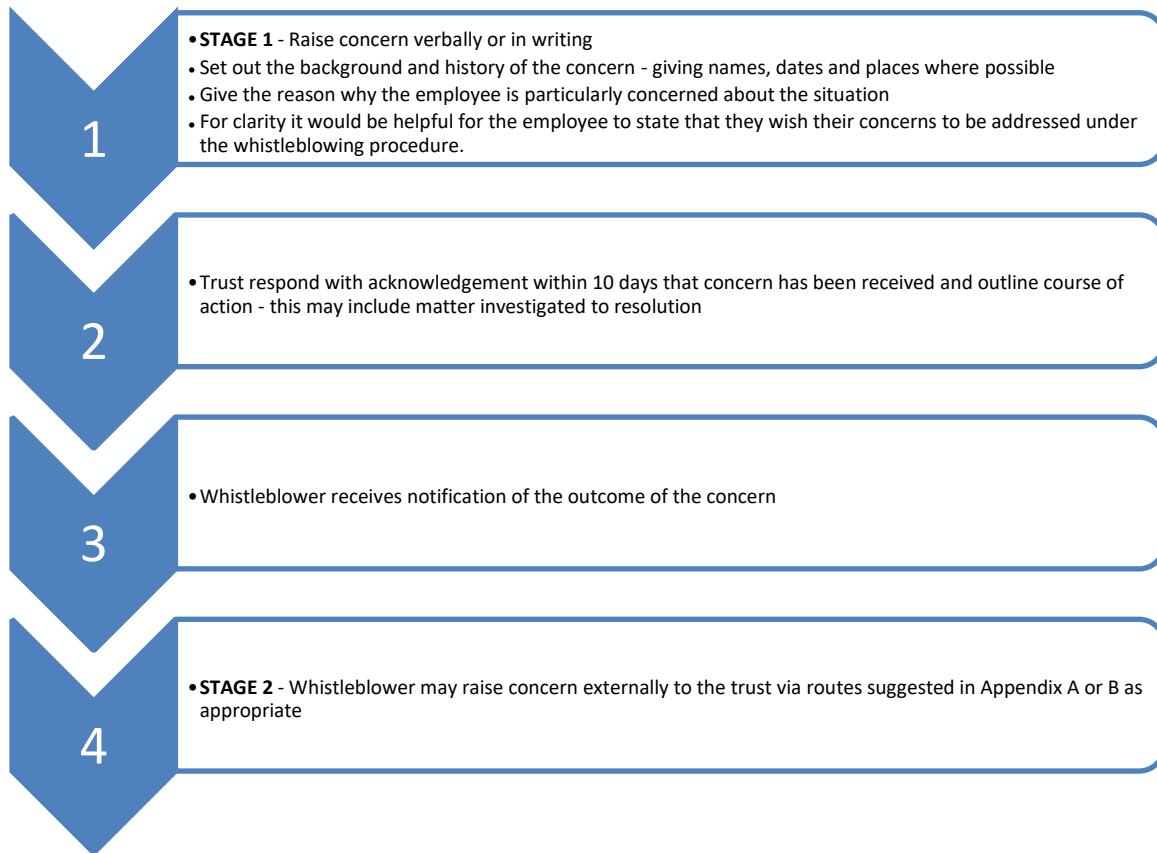 1
•STAGE 1 - Raise concern verbally or in writing
• Set out the background and history of the concern - giving names, dates and places where possible
• Give the reason why the employee is particularly concerned about the situation
• For clarity it would be helpful for the employee to state that they wish their concerns to be addressed under
the whistleblowing procedure.
2
•Trust respond with acknowledgement within 10 days that concern has been received and outline course of
action - this may include matter investigated to resolution
3
•Whistleblower receives notification of the outcome of the concern
4
•STAGE 2 - Whistleblower may raise concern externally to the trust via routes suggested in Appendix A or B as
appropriate